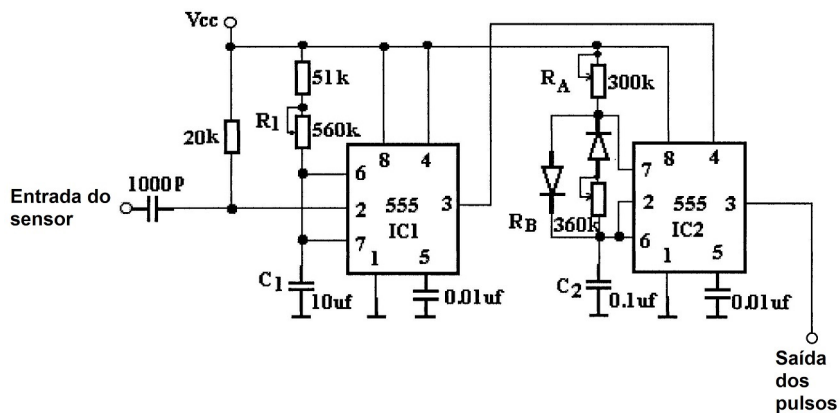 Vcc
51k
R1
560k
20k
1000P
Entrada do
sensor
8
4
6
2
7
555
IC1
3
1
5
C1
10uf
0.01uf
RA
300k
RB
360k
8
4
7
2
6
555
IC2
3
1
5
C2
0.1uf
0.01uf
Saída
dos
pulsos